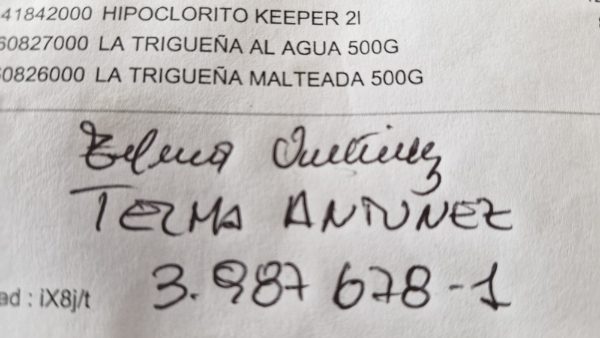 41842000 HIPOCLORITO KEEPER 2l
60827000 LA TRIGUEÑA AL AGUA 500G
60826000 LA TRIGUEÑA MALTEADA 500G
TEZMA ANTUNEZ
3.987 678-1
ad : iX8j/t